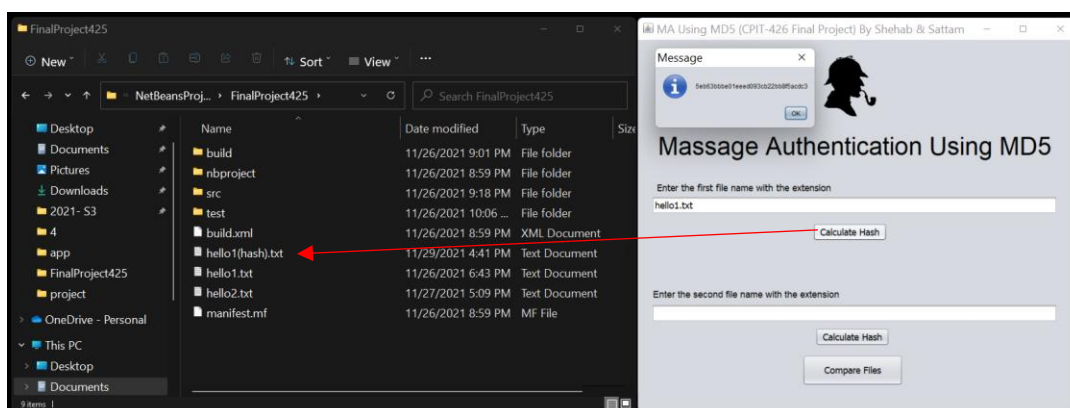 FinalProject425
New
Sort
View
NetBeansProj... › FinalProject425 ›
Search FinalProject425
Desktop
Documents
Pictures
Downloads
2021- S3
4
app
FinalProject425
project
OneDrive - Personal
This PC
Desktop
Documents
9 items
Name Date modified Type Size
build 11/26/2021 9:01 PM File folder
nbproject 11/26/2021 8:59 PM File folder
src 11/26/2021 9:18 PM File folder
test 11/26/2021 10:06 ... File folder
build.xml 11/26/2021 8:59 PM XML Document
hello1(hash).txt 11/29/2021 4:41 PM Text Document
hello1.txt 11/26/2021 6:43 PM Text Document
hello2.txt 11/27/2021 5:09 PM Text Document
manifest.mf 11/26/2021 8:59 PM MF File
MA Using MD5 (CPIT-426 Final Project) By Shehab & Sattam
Message
OK
Massage Authentication Using MD5
Enter the first file name with the extension
hello1.txt
Calculate Hash
Enter the second file name with the extension
Calculate Hash
Compare Files